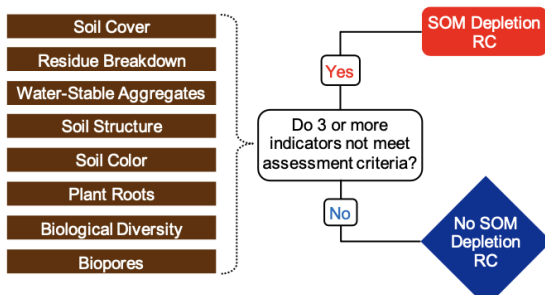 Soil Cover
Residue Breakdown
Water-Stable Aggregates
Soil Structure
Soil Color
Plant Roots
Biological Diversity
Biopores
Do 3 or more
indicators not meet
assessment criteria?
Yes
SOM Depletion
RC
No
No SOM
Depletion
RC